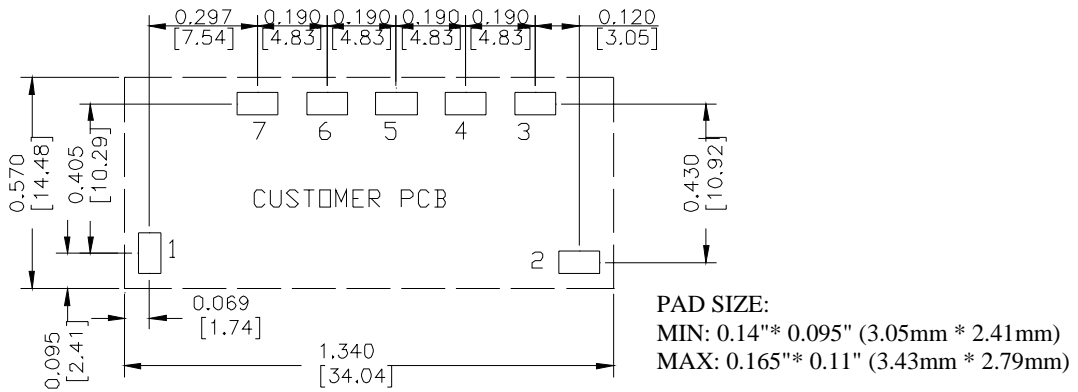 0.297 0.190 0.190 0.190 0.190 0.120
[7.54] [4.83] [4.83] [4.83] [4.83] [3.05]
7 6 5 4 3
0.570
[14.48]
0.405
[10.29]
0.430
[10.92]
CUSTOMER PCB
1
2
0.069
[1.74]
0.095
[2.41]
1.340
[34.04]
PAD SIZE:
MIN: 0.14"* 0.095" (3.05mm * 2.41mm)
MAX: 0.165"* 0.11" (3.43mm * 2.79mm)